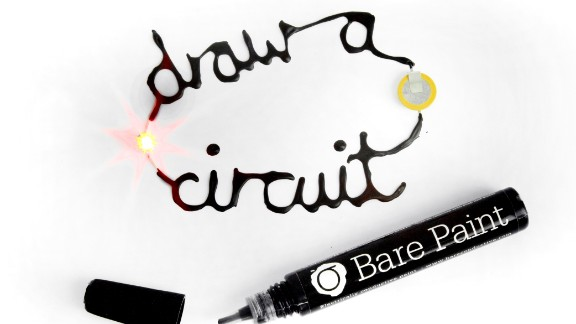 draw a
circuit
Bare Paint